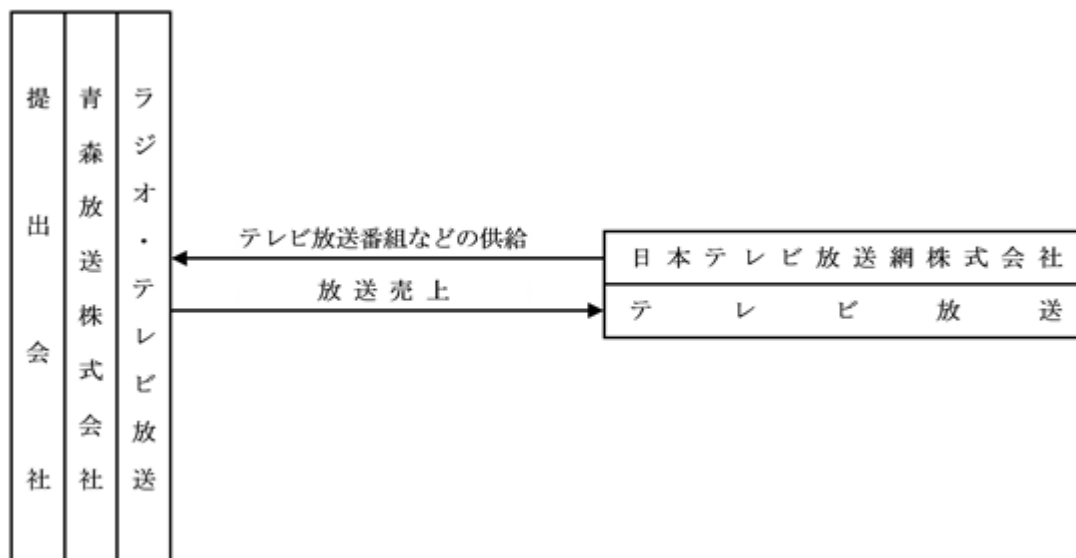 提出会社
青森放送株式会社
ラジオ・テレビ放送
テレビ放送番組などの供給
放送売上
日本テレビ放送網株式会社
テレビ放送